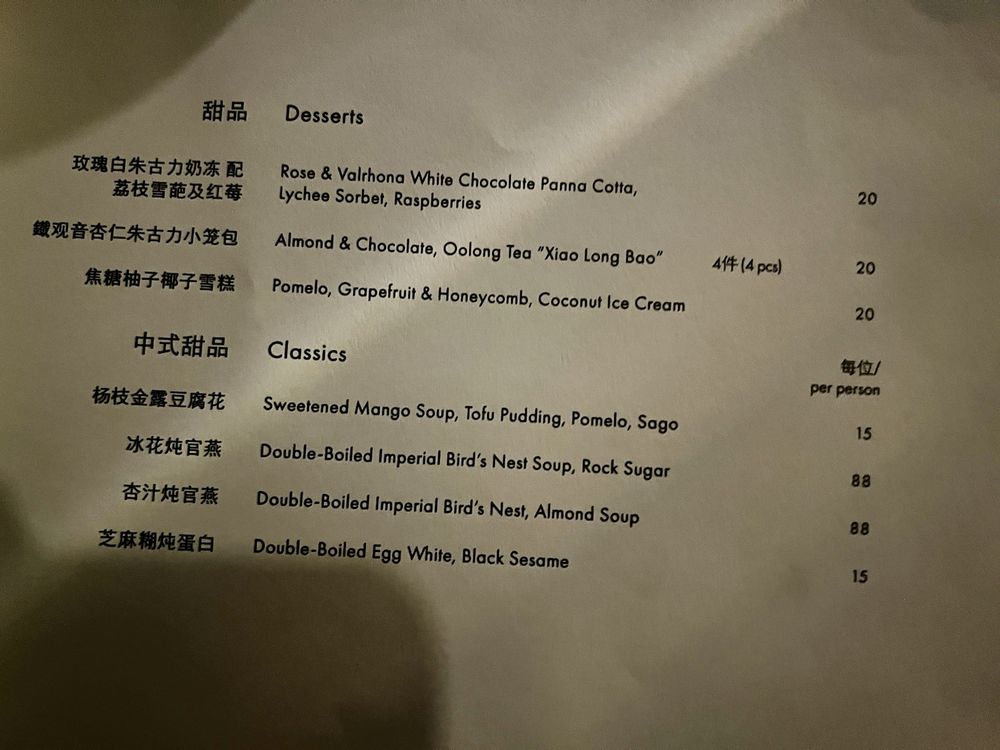 甜品 Desserts
玫瑰白朱古力奶冻 配 Rose & Valrhona White Chocolate Panna Cotta,
荔枝雪葩及红莓 Lychee Sorbet, Raspberries 20
鐵观音杏仁朱古力小笼包 Almond & Chocolate, Oolong Tea "Xiao Long Bao" 4件 (4 pcs) 20
焦糖柚子椰子雪糕 Pomelo, Grapefruit & Honeycomb, Coconut Ice Cream 20
中式甜品 Classics 每位/
per person
杨枝金露豆腐花 Sweetened Mango Soup, Tofu Pudding, Pomelo, Sago 15
冰花炖官燕 Double-Boiled Imperial Bird's Nest Soup, Rock Sugar 88
杏汁炖官燕 Double-Boiled Imperial Bird's Nest, Almond Soup 88
芝麻糊炖蛋白 Double-Boiled Egg White, Black Sesame 15